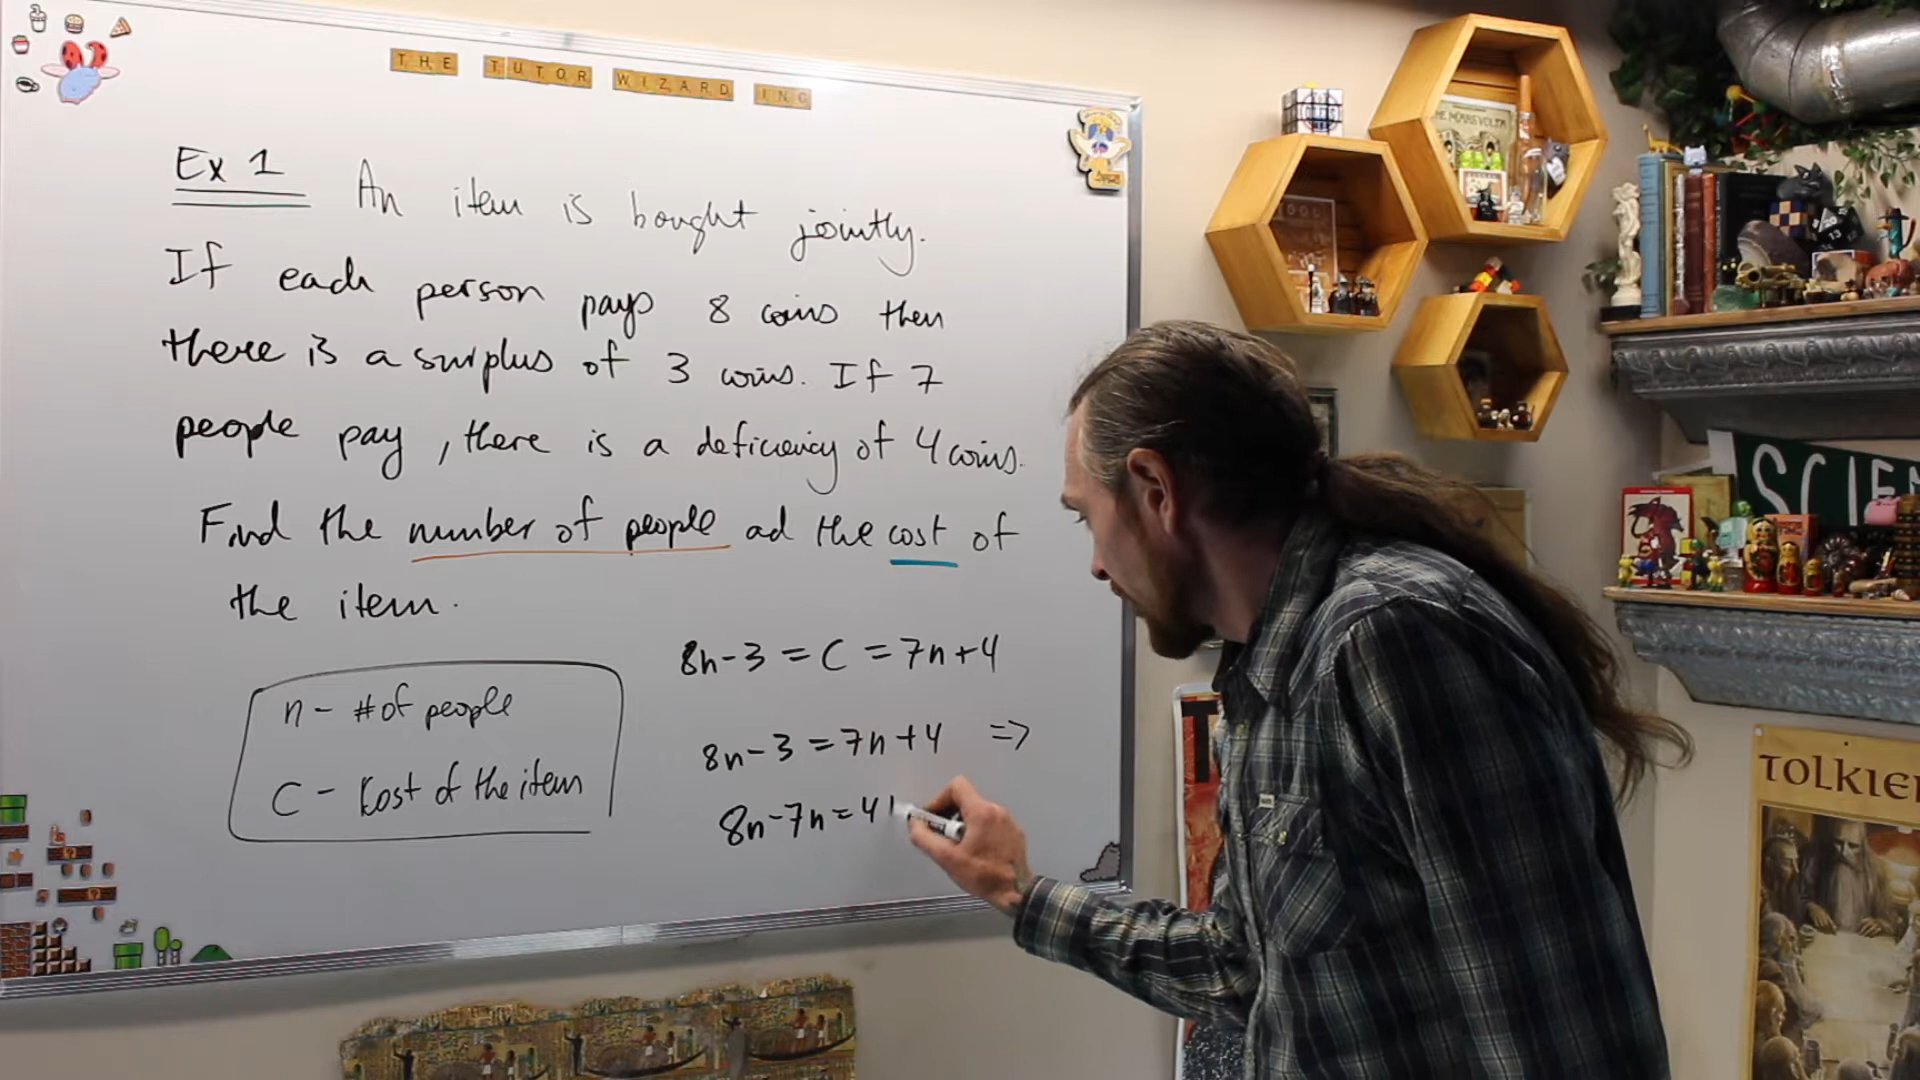 THE TUTOR WIZARD INC
Ex 1 An item is bought jointly.
If each person pays 8 coins then
there is a surplus of 3 coins. If 7
people pay, there is a deficiency of 4 coins.
Find the number of people ad the cost of
the item.
n - # of people
C - Kost of the item
8n-3 = C = 7n+4
8n-3 = 7n+4 =>
8n-7n=4
SCIEN
TOLKIE